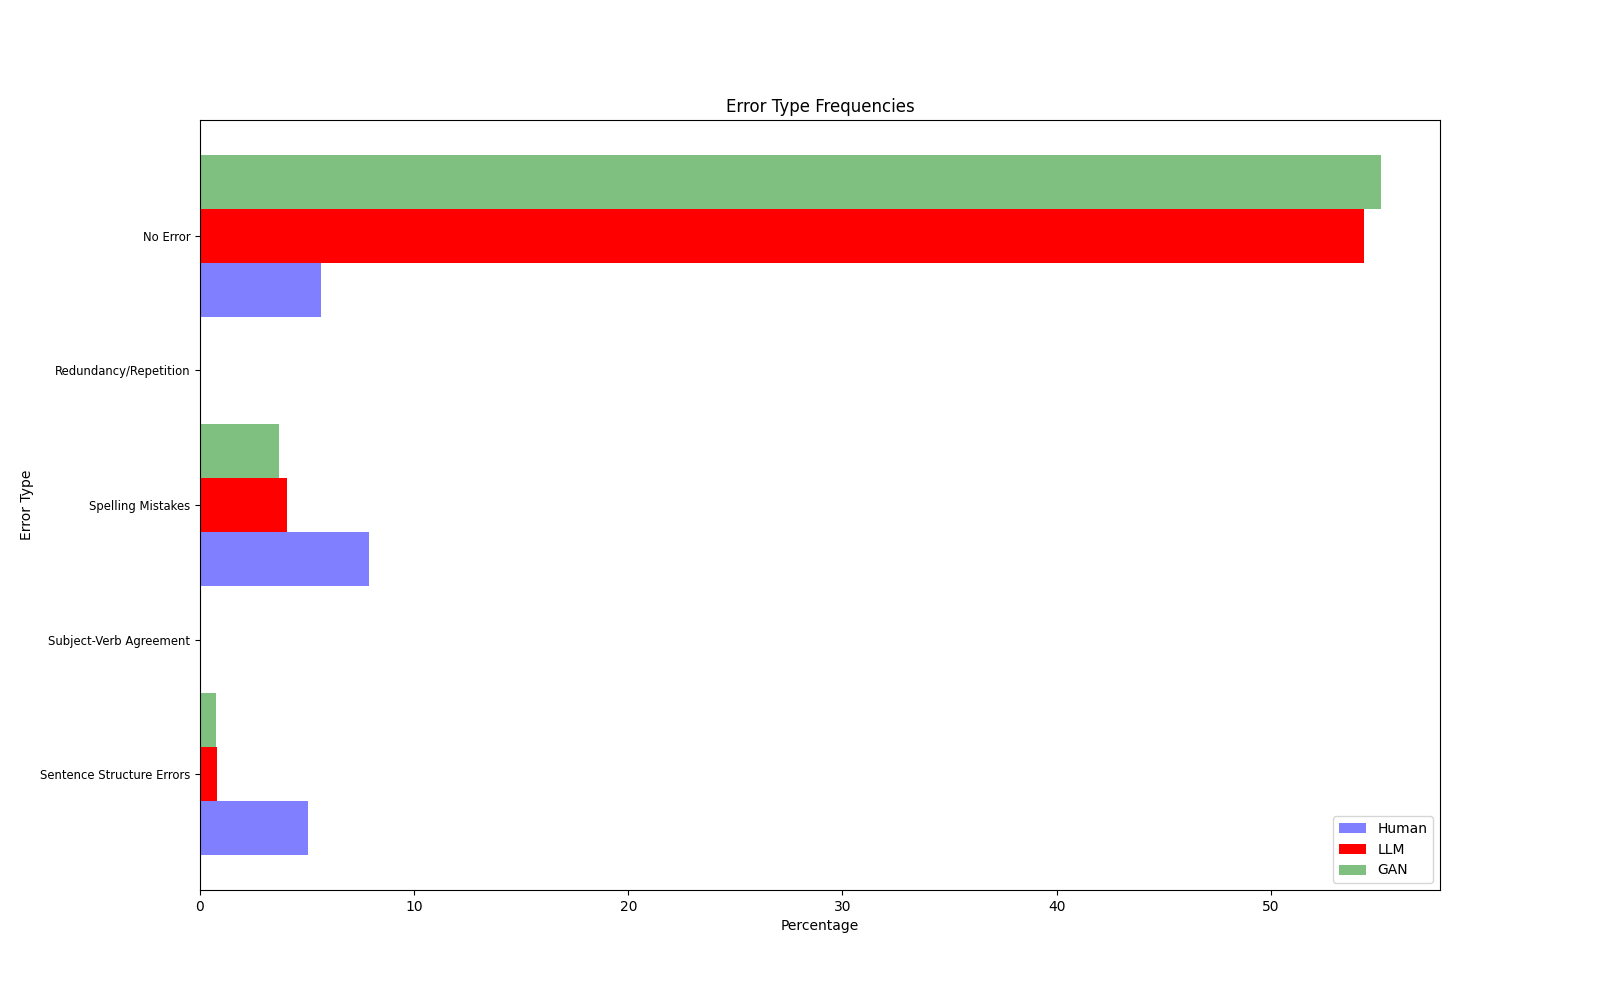 Error Type Frequencies
No Error
Redundancy/Repetition
Spelling Mistakes
Subject-Verb Agreement
Sentence Structure Errors
Error Type
Human
LLM
GAN
0 10 20 30 40 50
Percentage